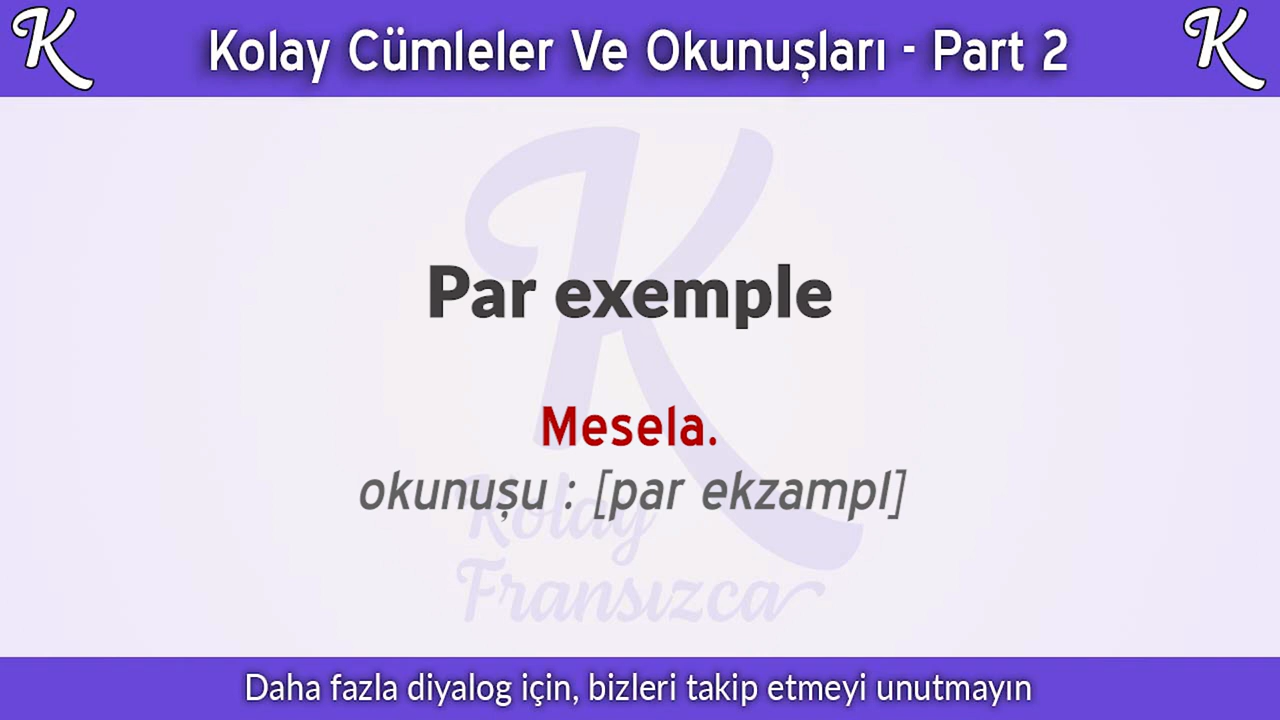 K
K
Kolay Cümleler Ve Okunuşları - Part 2
K
Par exemple
Mesela.
okunuşu : [par ekzampl]
Kolay
Fransızca
Daha fazla diyalog için, bizleri takip etmeyi unutmayın